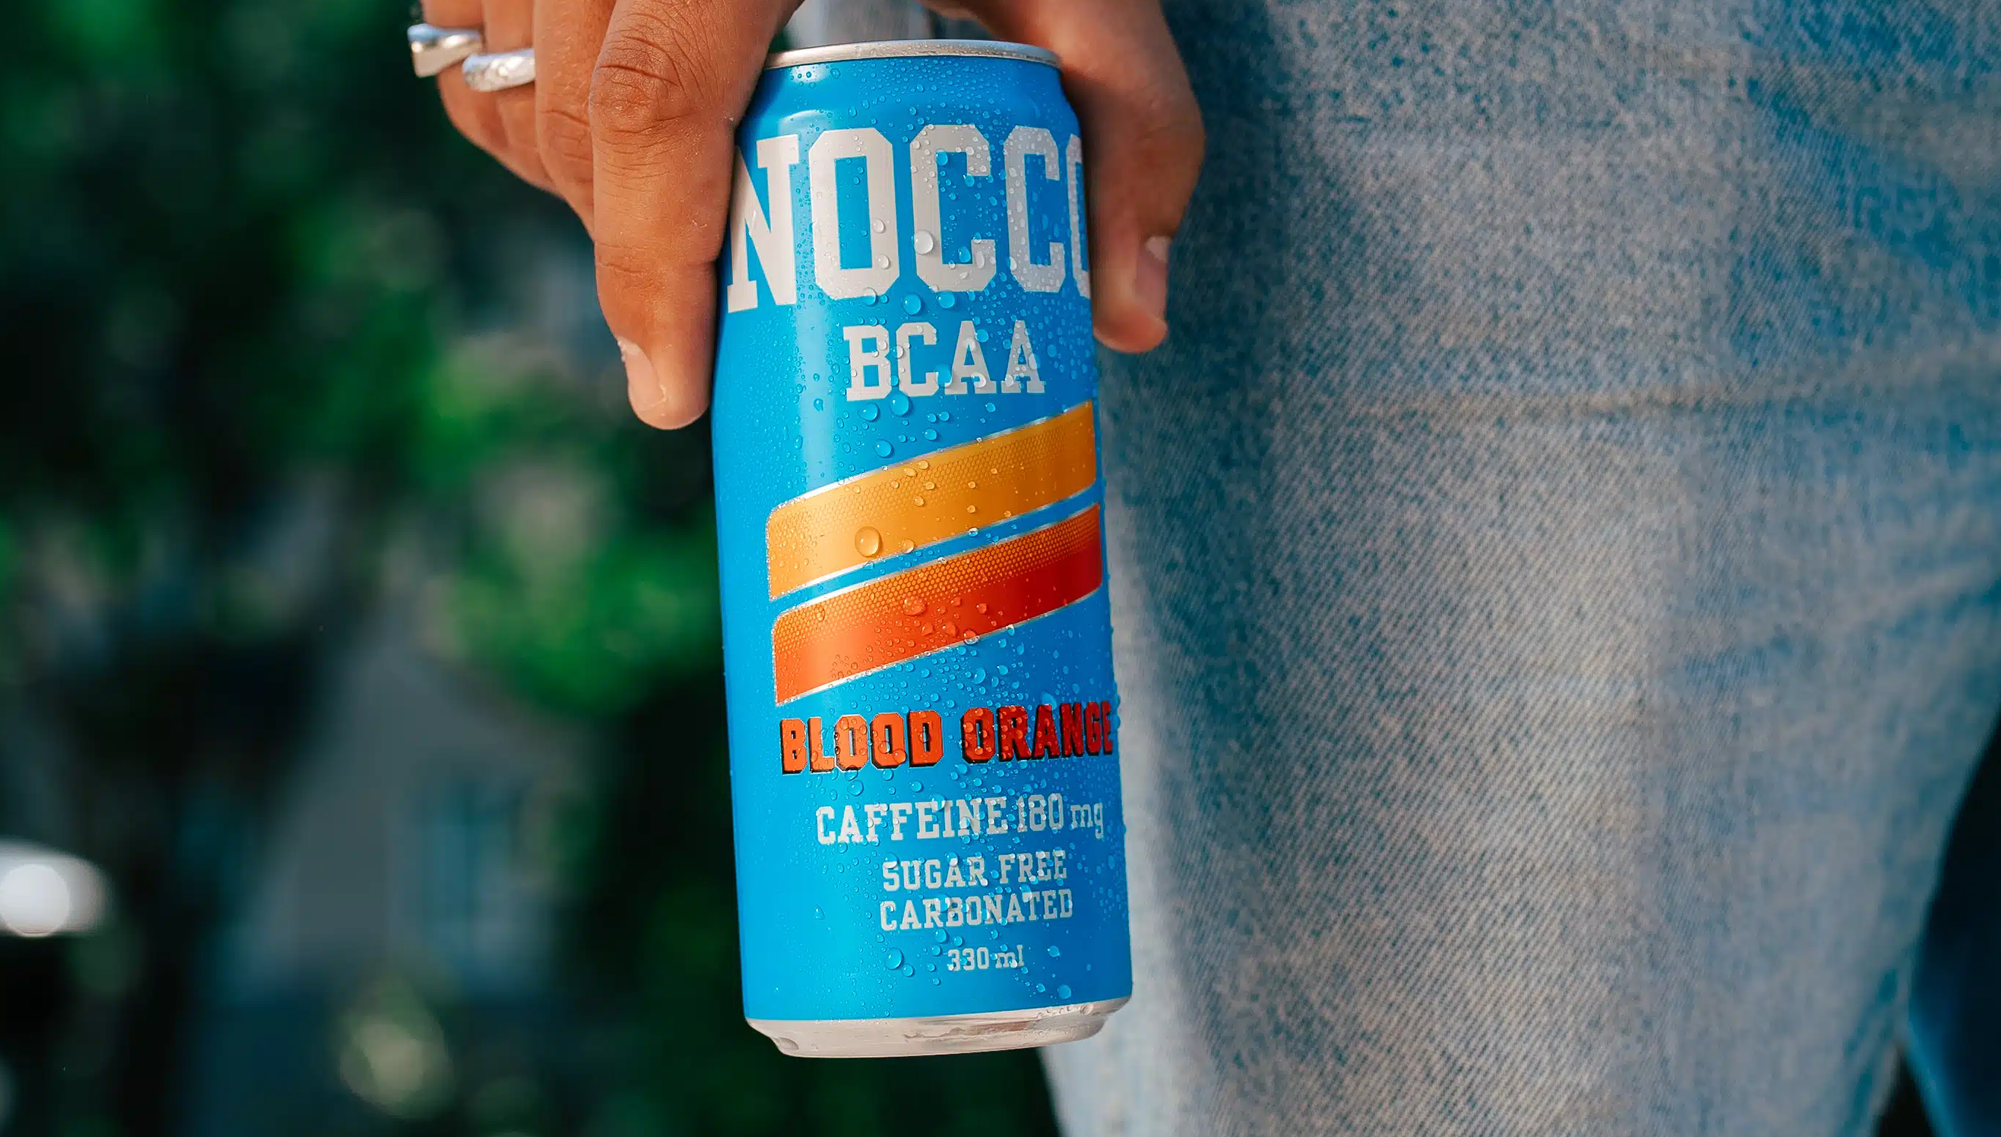 NOCCO
BCAA
BLOOD ORANGE
CAFFEINE 180 mg
SUGAR FREE
CARBONATED
330 ml